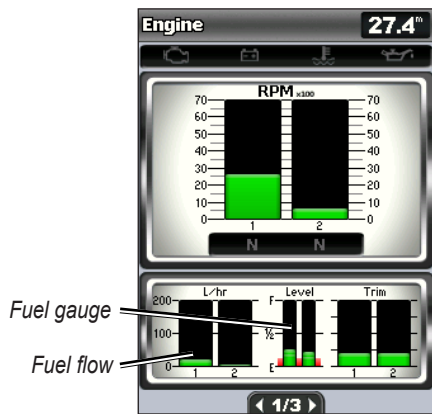 Engine 27.4m
RPM x100
70 70
60 60
50 50
40 40
30 30
20 20
10 10
0 0
1 2
N N
L/hr Level Trim
200 F
Fuel gauge
100 ½
Fuel flow
0 E
1 2 1 2
1/3